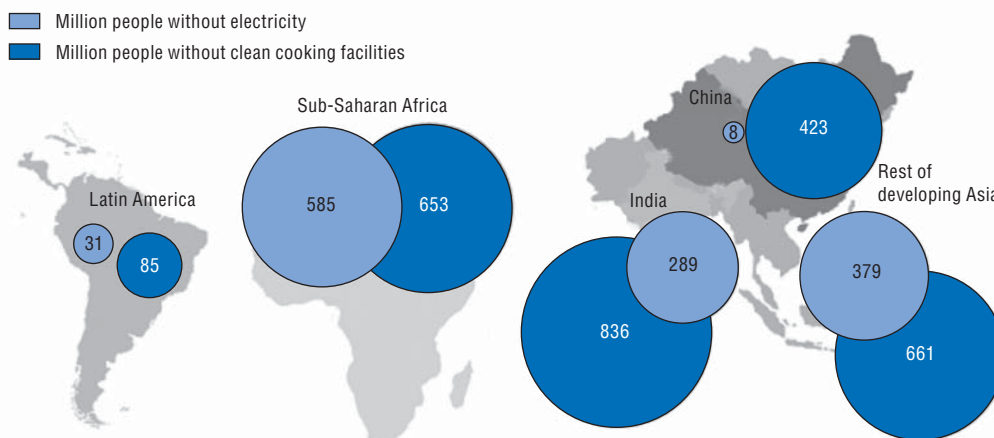 Million people without electricity
Million people without clean cooking facilities
Sub-Saharan Africa
585
653
Latin America
31
85
China
8
423
Rest of
developing Asia
India
289
379
836
661